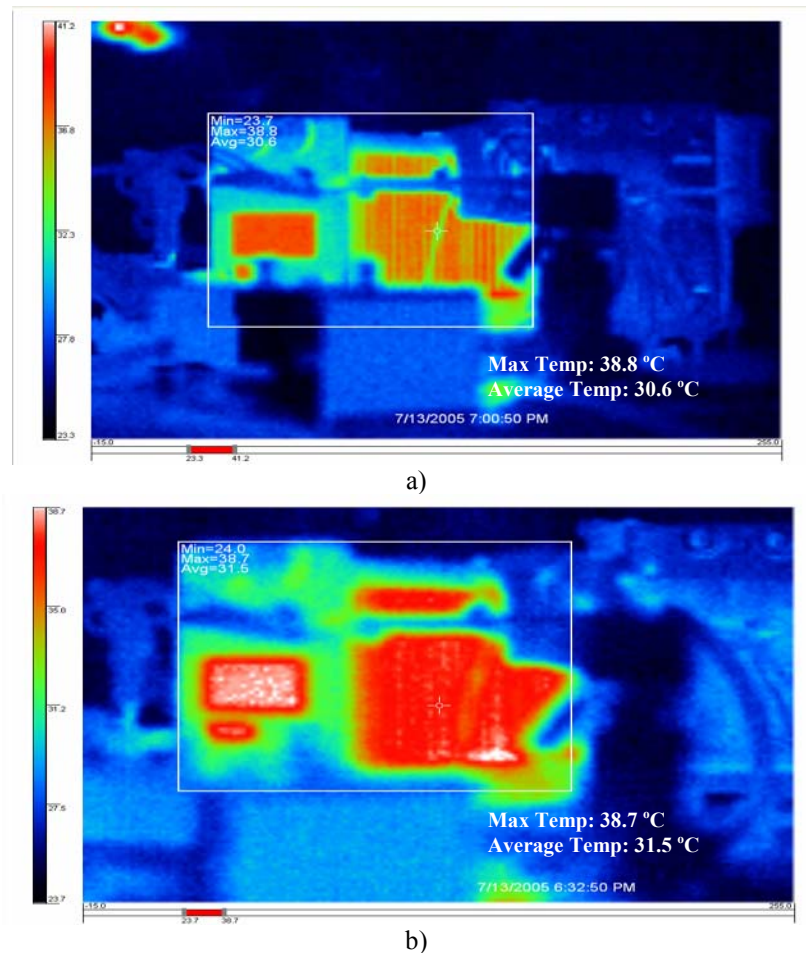 41.2
Min=23.7
Max=38.8
Avg=30.6
36.8
32.3
27.8
Max Temp: 38.8 °C
Average Temp: 30.6 °C
7/13/2005 7:00:50 PM
23.3
-15.0
255.0
23.3
41.2
a)
38.7
Min=24.0
Max=38.7
Avg=31.5
35.0
31.2
27.5
Max Temp: 38.7 °C
Average Temp: 31.5 °C
7/13/2005 6:32:50 PM
23.7
-15.0
255.0
23.7
38.7
b)